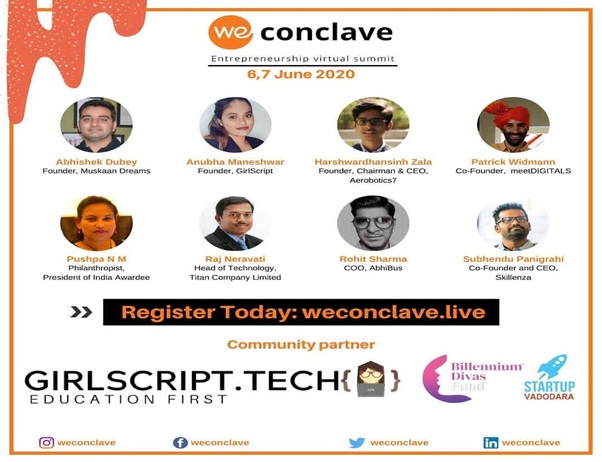 we conclave
Entrepreneurship virtual summit
6,7 June 2020
Abhishek Dubey
Founder, Muskaan Dreams
Anubha Maneshwar
Founder, GirlScript
Harshwardhansinh Zala
Founder, Chairman & CEO,
Aerobotics7
Patrick Widmann
Co-Founder, meetDIGITALS
Pushpa N M
Philanthropist,
President of India Awardee
Raj Neravati
Head of Technology,
Titan Company Limited
Rohit Sharma
COO, AbhiBus
Subhendu Panigrahi
Co-Founder and CEO,
Skillenza
>> Register Today: weconclave.live
Community partner
GIRLSCRIPT.TECH{ }
EDUCATION FIRST
Billennium
Divas
Fund
STARTUP
VADODARA
weconclave
weconclave
weconclave
weconclave